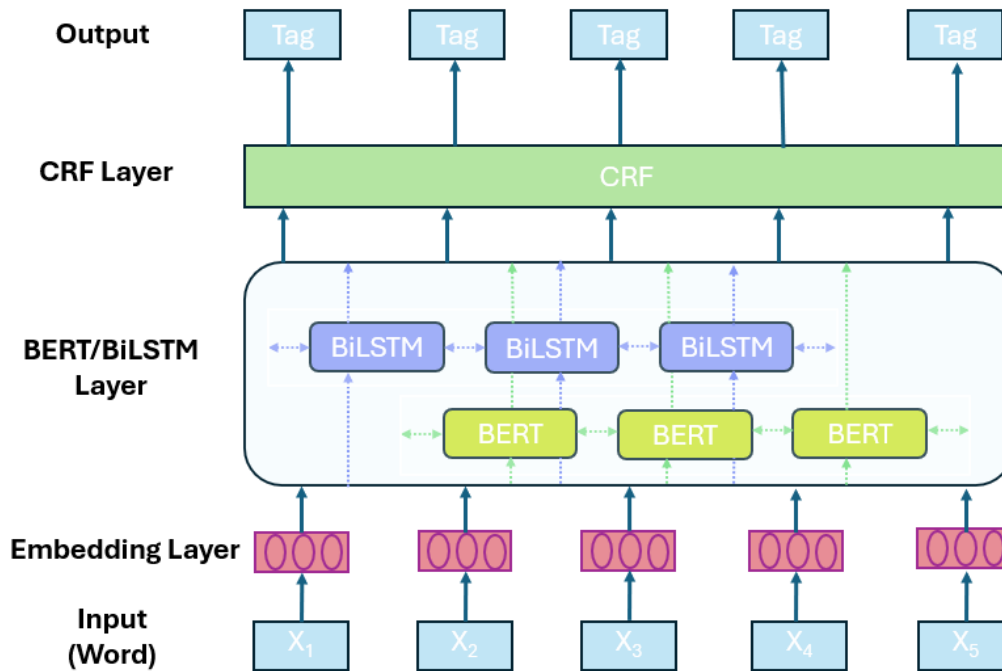 Output
Tag Tag Tag Tag Tag
CRF Layer
CRF
BERT/BiLSTM
Layer
BiLSTM BiLSTM BiLSTM
BERT BERT BERT
Embedding Layer
Input
(Word)
X₁ X₂ X₃ X₄ X₅